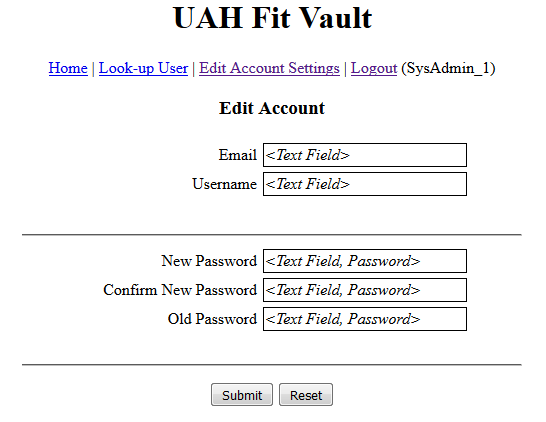 UAH Fit Vault
Home | Look-up User | Edit Account Settings | Logout (SysAdmin_1)
Edit Account
Email <Text Field>
Username <Text Field>
New Password <Text Field, Password>
Confirm New Password <Text Field, Password>
Old Password <Text Field, Password>
Submit Reset